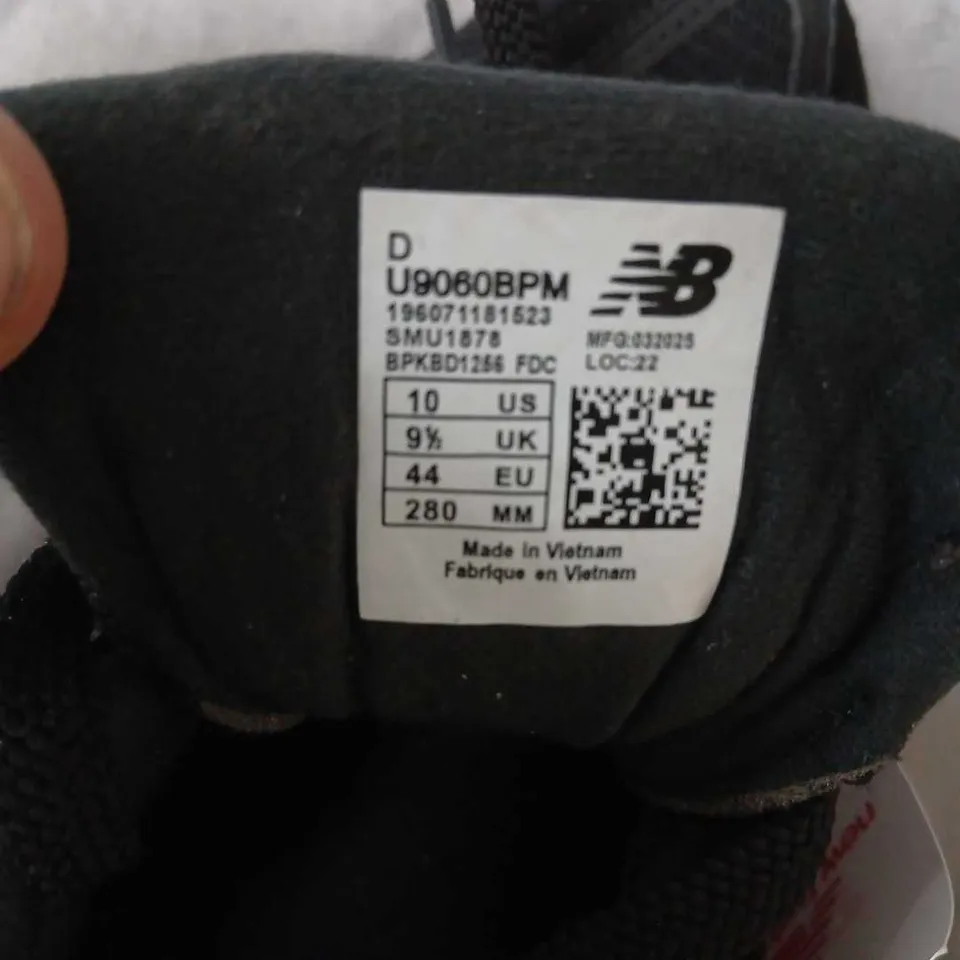 D
U9060BPM
196071181523
SMU1878
BPKBD1256 FDC
NB
MFG:032025
LOC:22
10 US
9½ UK
44 EU
280 MM
Made in Vietnam
Fabrique en Vietnam